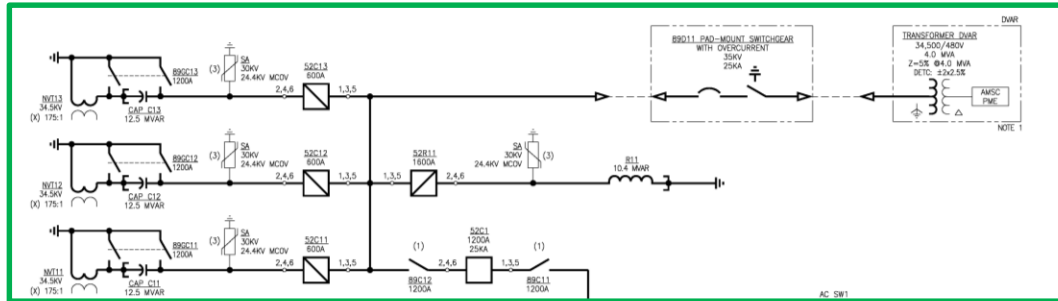 DVAR
89D11 PAD-MOUNT SWITCHGEAR
WITH OVERCURRENT
35KV
25KA
TRANSFORMER DVAR
34,500/480V
4.0 MVA
Z=5% @4.0 MVA
DETC: ±2x2.5%
AMSC
PME
NOTE 1
89GC13
1200A
(3)
SA
30KV
24.4KV MCOV
52C13
600A
2,4,6
1,3,5
NVT13
34.5KV
(X) 175:1
CAP C13
12.5 MVAR
89GC12
1200A
(3)
SA
30KV
24.4KV MCOV
52C12
600A
2,4,6
1,3,5
NVT12
34.5KV
(X) 175:1
CAP C12
12.5 MVAR
52R11
1600A
1,3,5
2,4,6
SA
30KV
24.4KV MCOV
(3)
R11
10.4 MVAR
89GC11
1200A
(3)
SA
30KV
24.4KV MCOV
52C11
600A
2,4,6
1,3,5
NVT11
34.5KV
(X) 175:1
CAP C11
12.5 MVAR
(1)
89C12
1200A
2,4,6
52C1
1200A
25KA
1,3,5
(1)
89C11
1200A
AC SW1